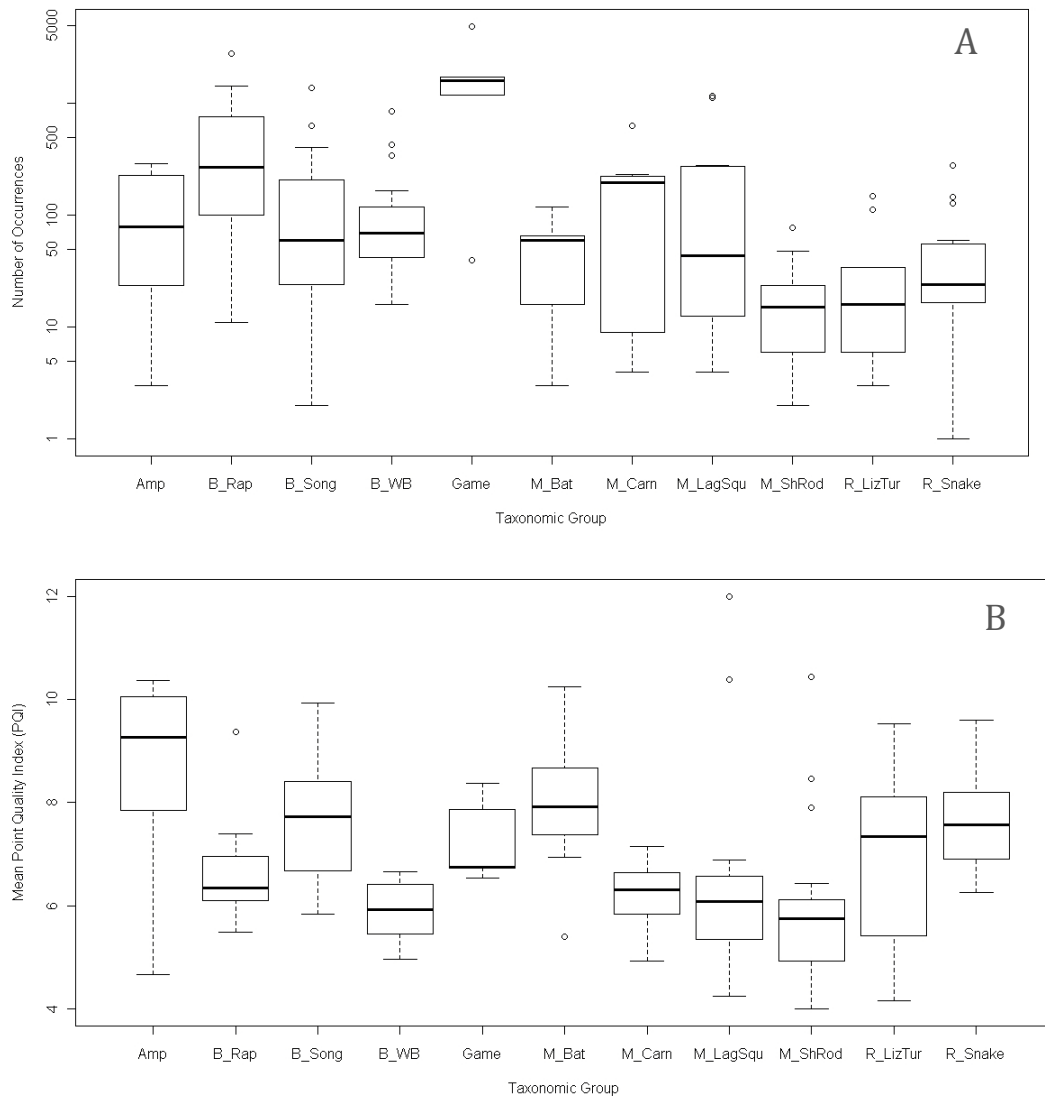 A
Number of Occurrences
5000
500
100
50
10
5
1
Amp B_Rap B_Song B_WB Game M_Bat M_Carn M_LagSqu M_ShRod R_LizTur R_Snake
Taxonomic Group
B
Mean Point Quality Index (PQI)
12
10
8
6
4
Amp B_Rap B_Song B_WB Game M_Bat M_Carn M_LagSqu M_ShRod R_LizTur R_Snake
Taxonomic Group